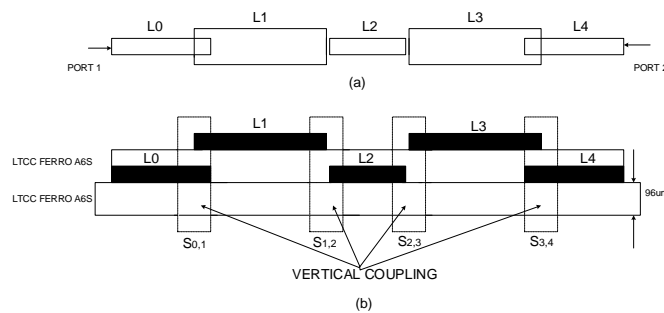 L0 L1 L2 L3 L4
PORT 1
PORT 2
(a)
L1 L3
LTCC FERRO A6S L0 L2 L4
LTCC FERRO A6S
96um
S0,1 S1,2 S2,3 S3,4
VERTICAL COUPLING
(b)